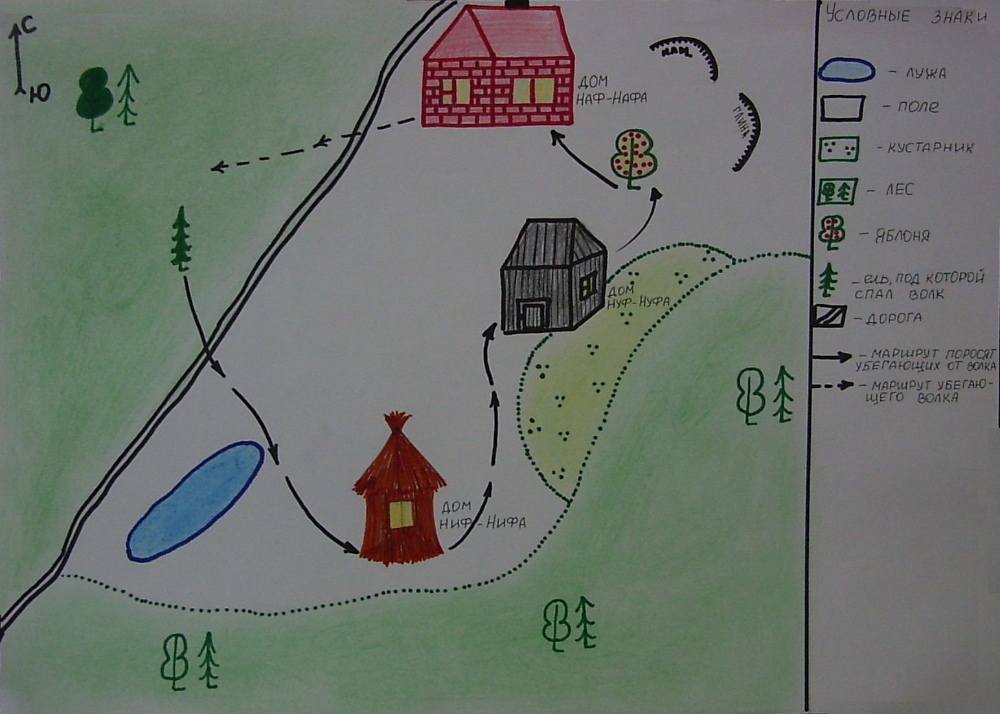 С
Ю
ДОМ
НАФ-НАФА
КАМ.
ГЛИНА
ДОМ
НУФ-НУФА
ДОМ
НИФ-НИФА
УСЛОВНЫЕ ЗНАКИ
- ЛУЖА
- ПОЛЕ
- КУСТАРНИК
- ЛЕС
- ЯБЛОНЯ
- ЕЛЬ, ПОД КОТОРОЙ
СПАЛ ВОЛК
- ДОРОГА
- МАРШРУТ ПОРОСЯТ
УБЕГАЮЩИХ ОТ ВОЛКА
- МАРШРУТ УБЕГАЮ-
ЩЕГО ВОЛКА